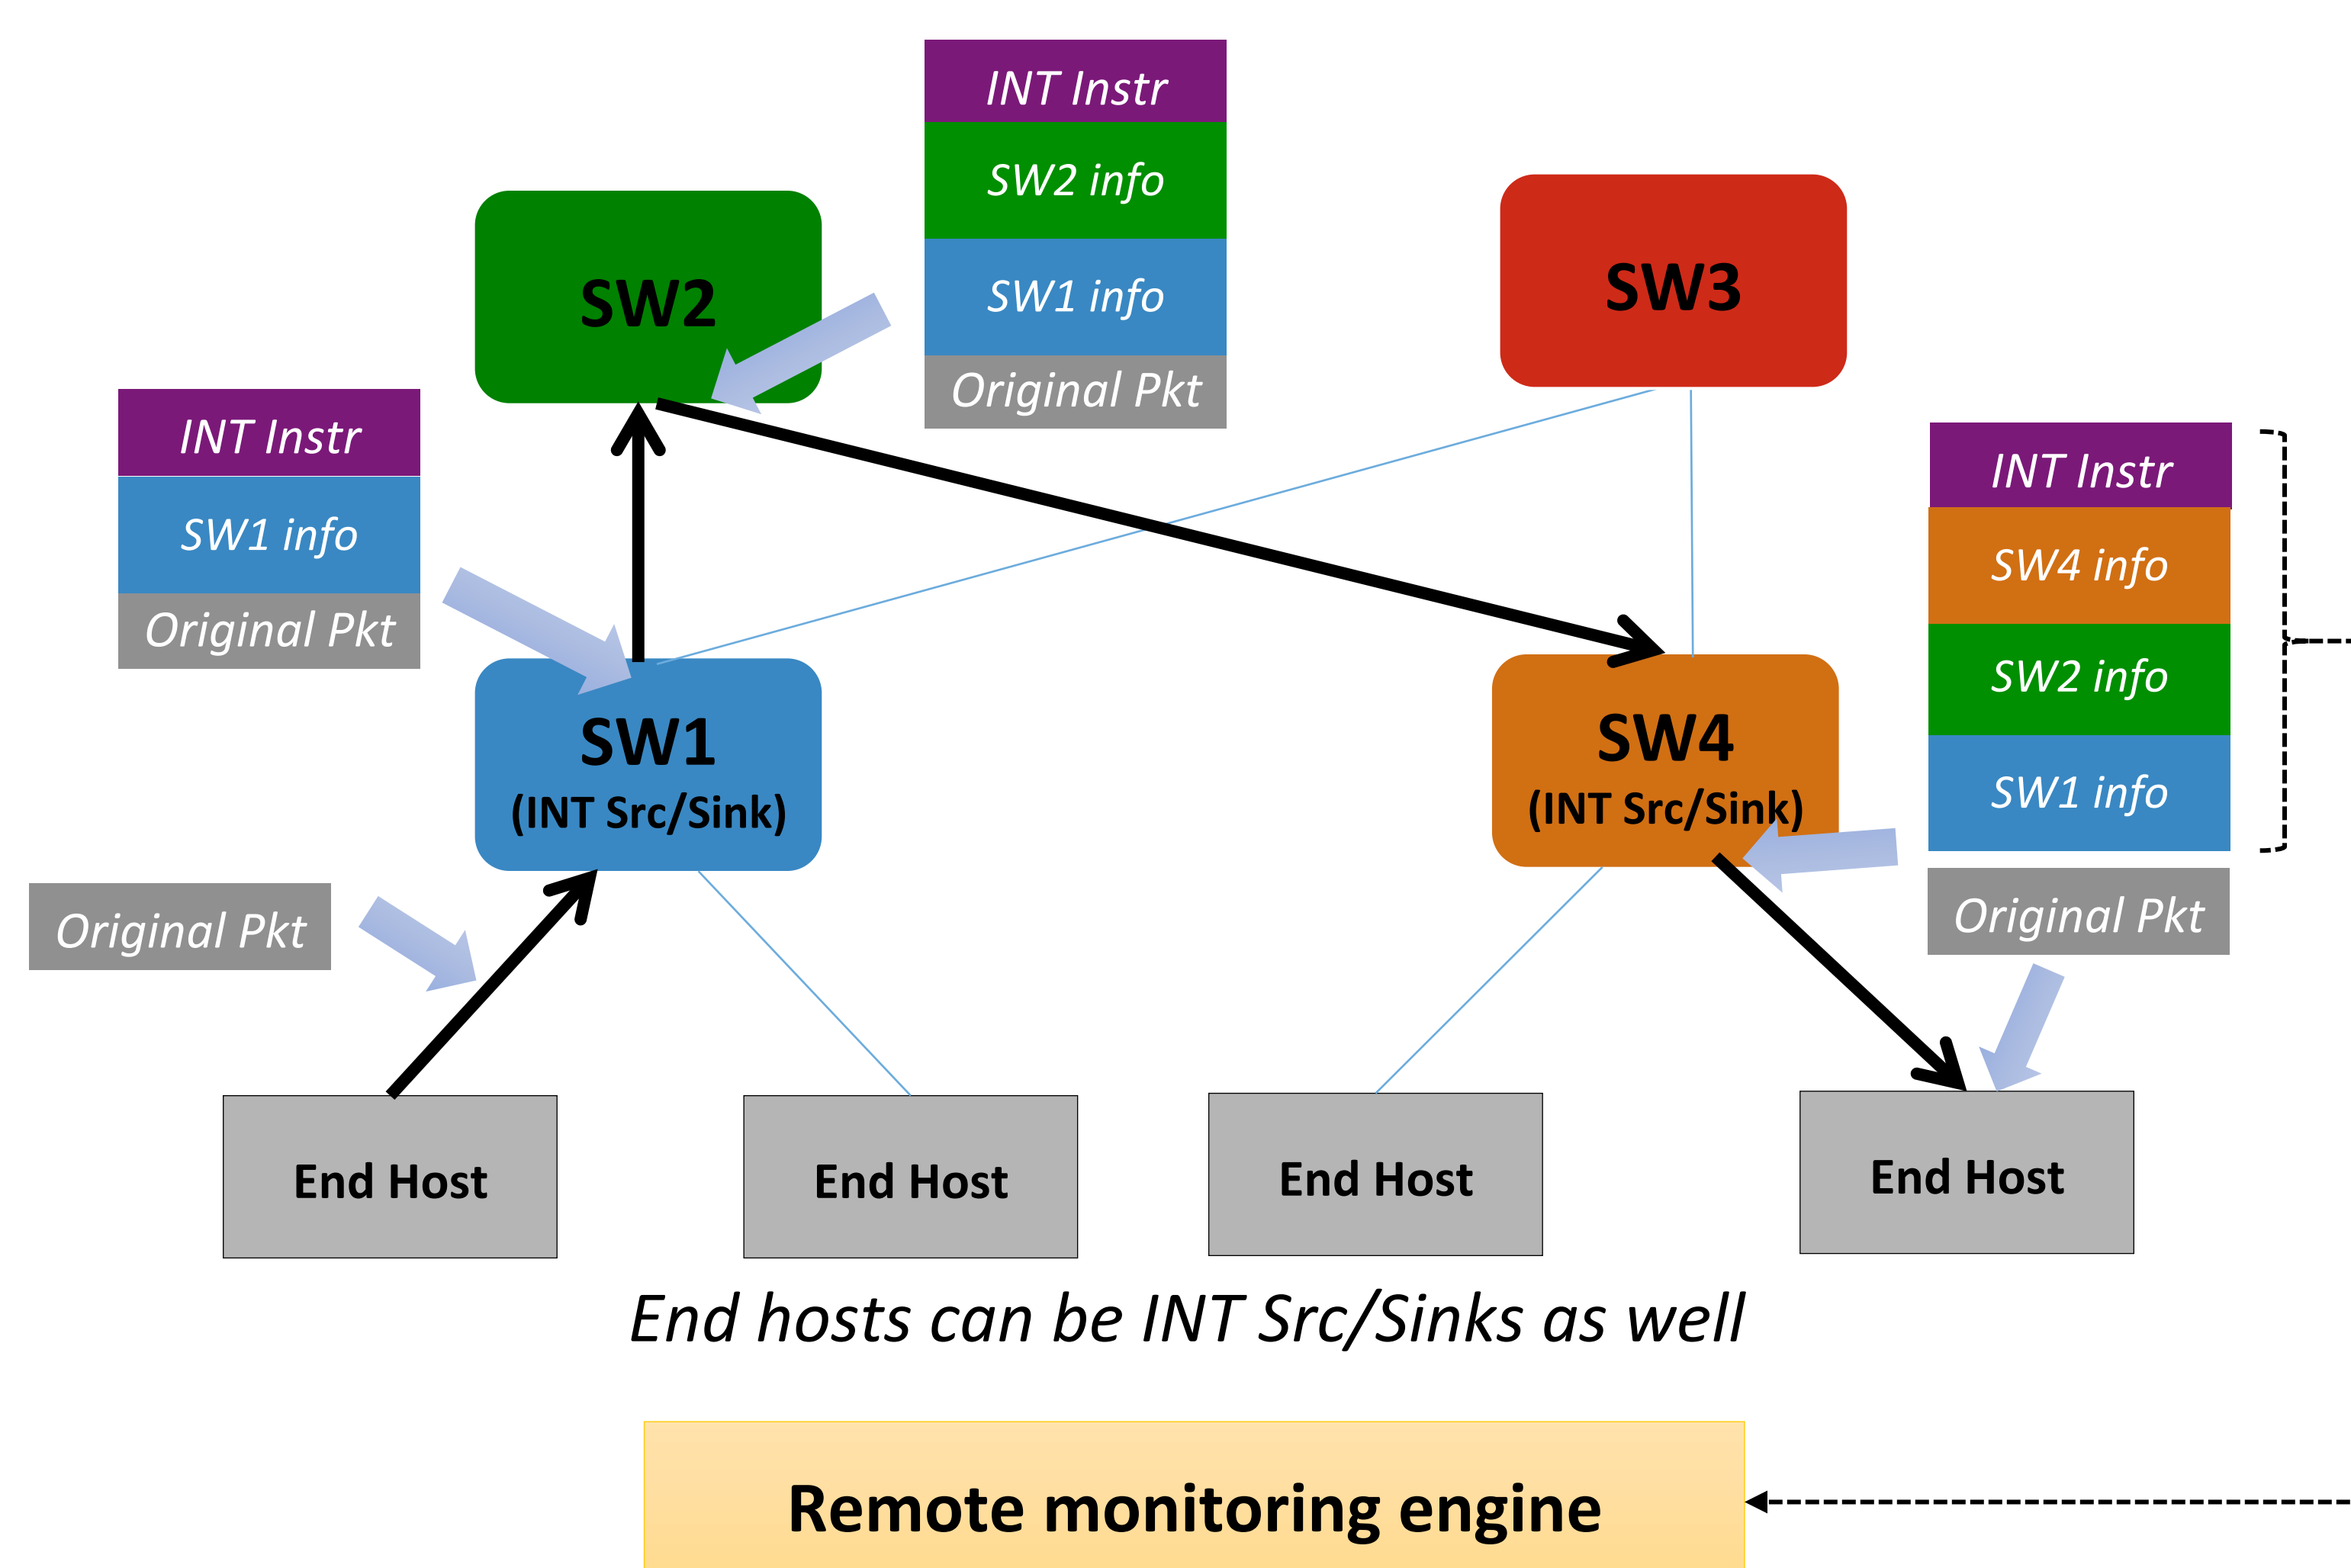 INT Instr
SW2 info
SW1 info
Original Pkt
SW2
SW3
INT Instr
SW1 info
Original Pkt
INT Instr
SW4 info
SW2 info
SW1 info
Original Pkt
SW1
(INT Src/Sink)
SW4
(INT Src/Sink)
Original Pkt
End Host
End Host
End Host
End Host
End hosts can be INT Src/Sinks as well
Remote monitoring engine